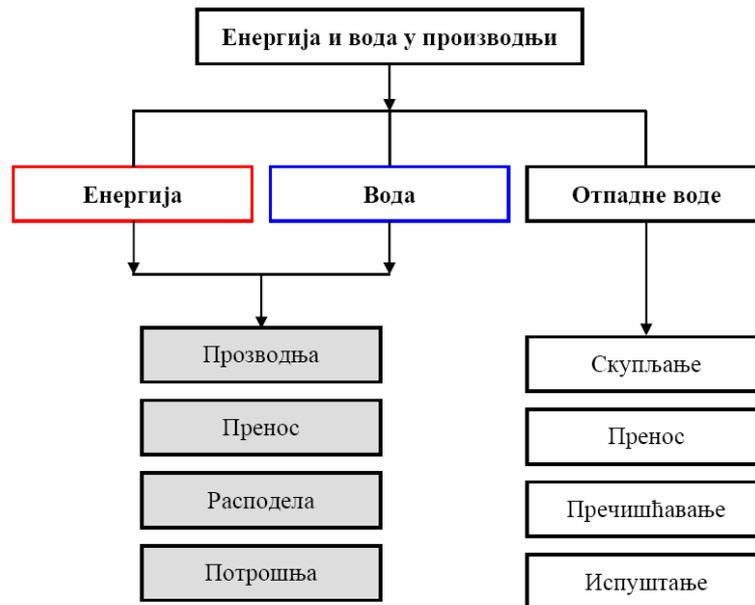 Енергија и вода у производњи
Енергија
Вода
Отпадне воде
Прозводња
Пренос
Расподела
Потрошња
Скупљање
Пренос
Пречишћавање
Испуштање